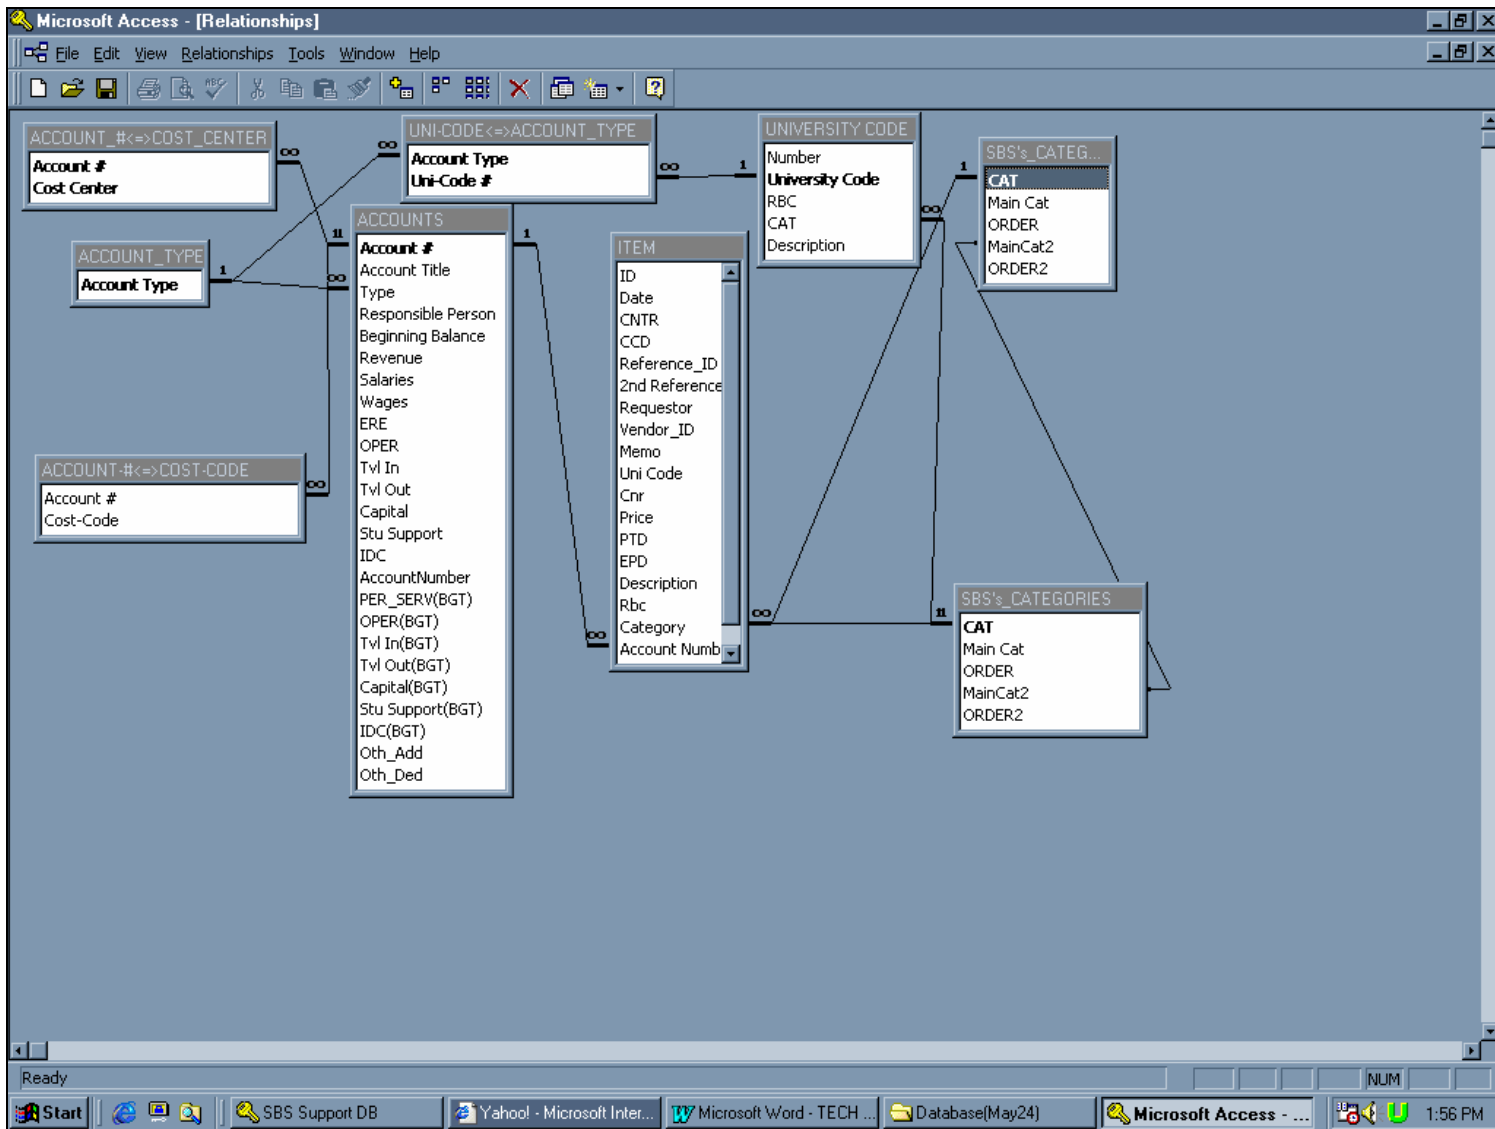 Microsoft Access - [Relationships]
File Edit View Relationships Tools Window Help
ACCOUNT_#<=>COST_CENTER
Account #
Cost Center
UNI-CODE<=>ACCOUNT_TYPE
Account Type
Uni-Code #
UNIVERSITY CODE
Number
University Code
RBC
CAT
Description
SBS's_CATEG...
CAT
Main Cat
ORDER
MainCat2
ORDER2
ACCOUNT_TYPE
Account Type
ACCOUNTS
Account #
Account Title
Type
Responsible Person
Beginning Balance
Revenue
Salaries
Wages
ERE
OPER
Tvl In
Tvl Out
Capital
Stu Support
IDC
AccountNumber
PER_SERV(BGT)
OPER(BGT)
Tvl In(BGT)
Tvl Out(BGT)
Capital(BGT)
Stu Support(BGT)
IDC(BGT)
Oth_Add
Oth_Ded
ITEM
ID
Date
CNTR
CCD
Reference_ID
2nd Reference
Requestor
Vendor_ID
Memo
Uni Code
Cnr
Price
PTD
EPD
Description
Rbc
Category
Account Numb
ACCOUNT-#<=>COST-CODE
Account #
Cost-Code
SBS's_CATEGORIES
CAT
Main Cat
ORDER
MainCat2
ORDER2
∞ ∞ ∞ 1 1
11 1 ∞
1 ∞
∞
∞ 11
∞
Ready NUM
Start SBS Support DB Yahoo! - Microsoft Inter... Microsoft Word - TECH ... Database(May24) Microsoft Access - ... 1:56 PM